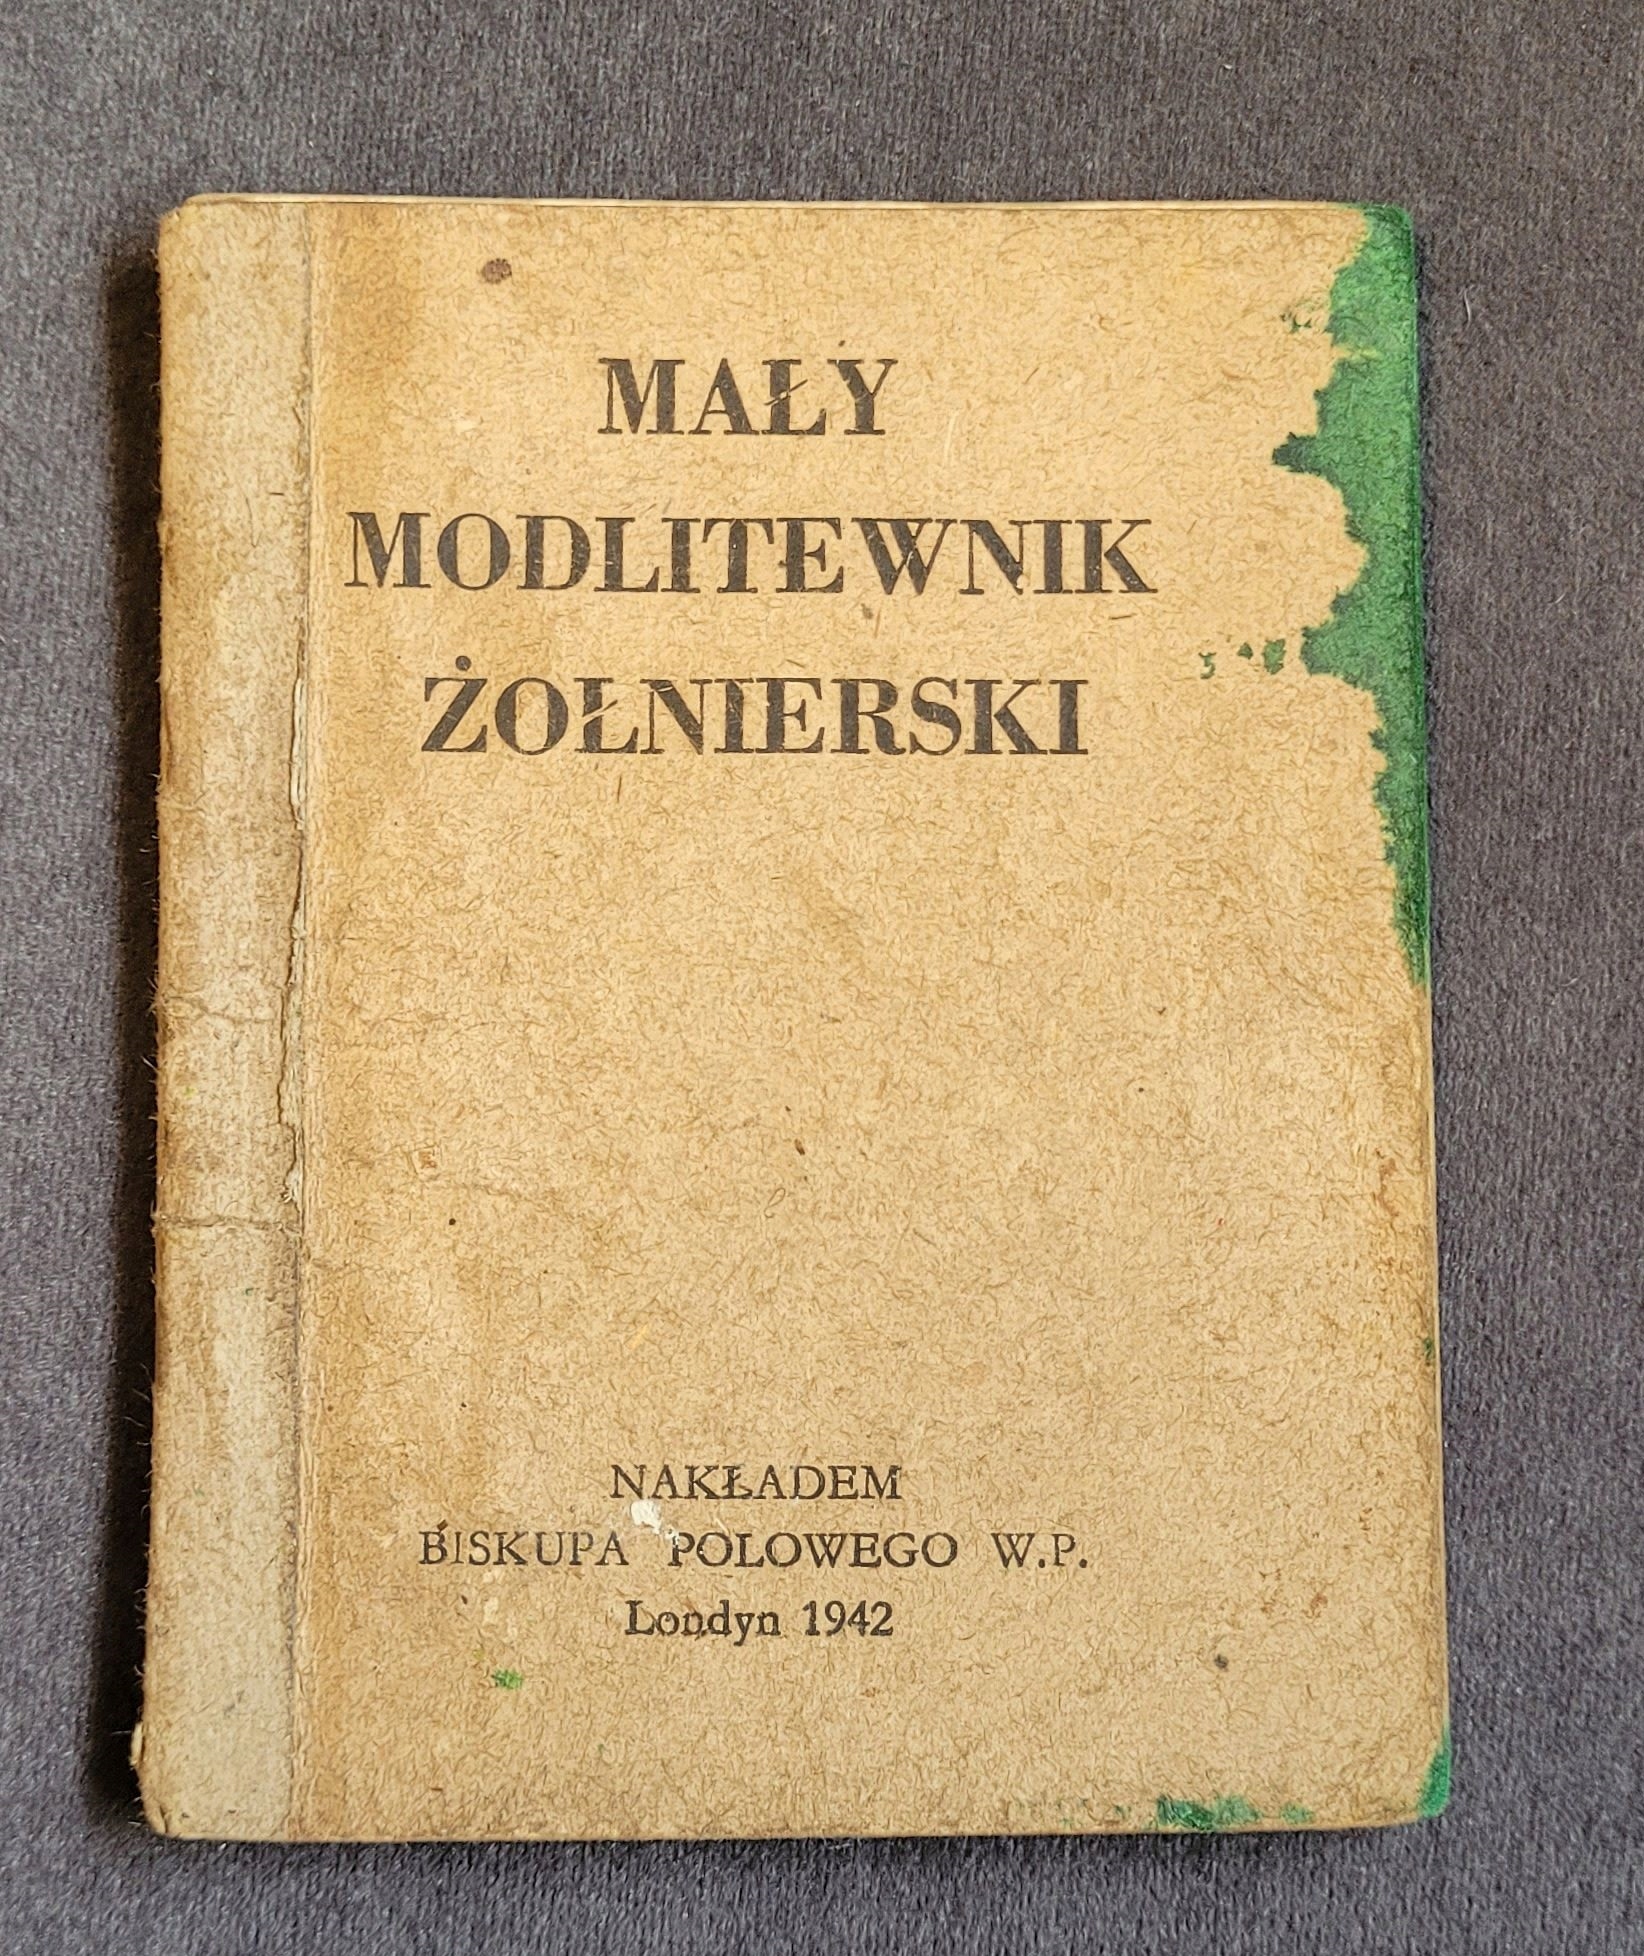 MAŁY
MODLITEWNIK
ŻOŁNIERSKI
NAKŁADEM
BISKUPA POLOWEGO W.P.
Londyn 1942